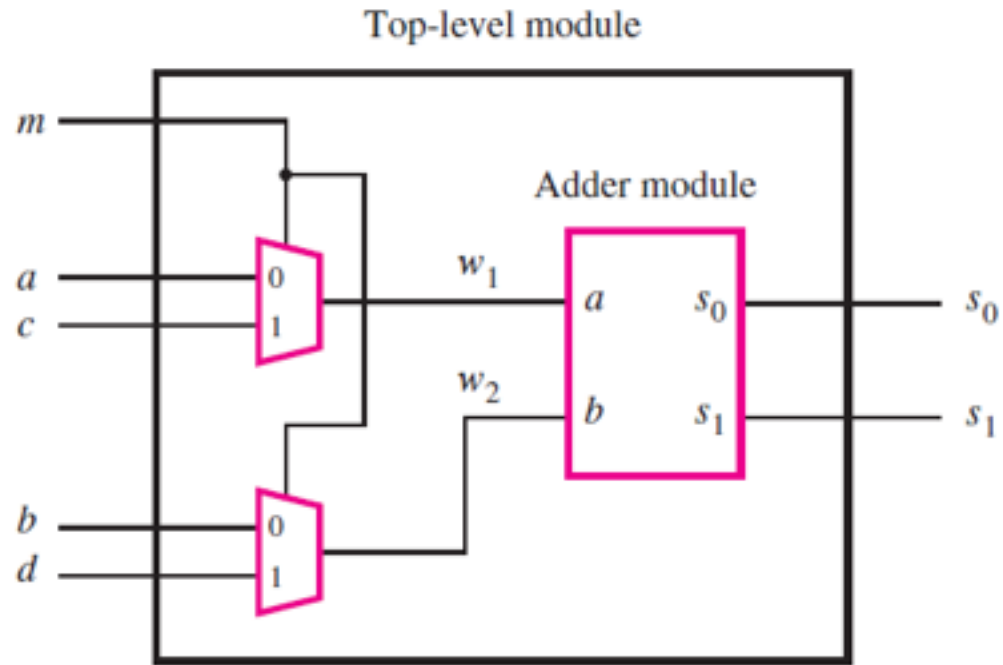 Top-level module
m
Adder module
a
0
w1
a
s0
s0
c
1
w2
b
s1
s1
b
0
d
1